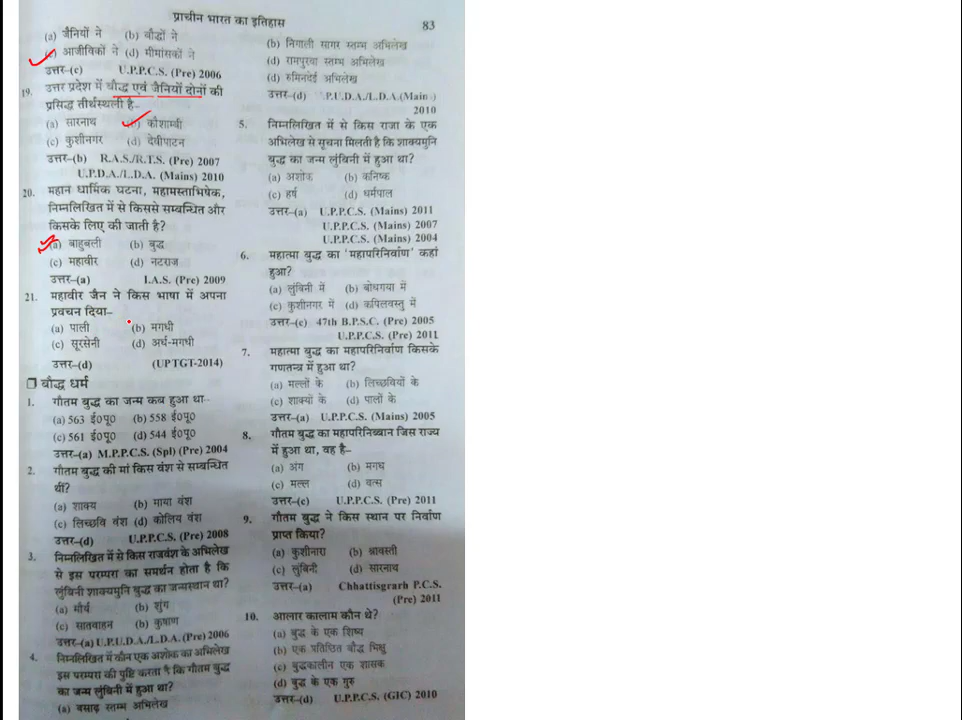 प्राचीन भारत का इतिहास
83
(a) जैनियों ने (b) बौद्धों ने
(c) आजीविकों ने (d) मीमांसकों ने
उत्तर–(c) U.P.P.C.S. (Pre) 2006
19. उत्तर प्रदेश में बौद्ध एवं जैनियों दोनों की
प्रसिद्ध तीर्थस्थली है–
(a) सारनाथ (b) कौशाम्बी
(c) कुशीनगर (d) देवीपाटन
उत्तर–(b) R.A.S./R.T.S. (Pre) 2007
U.P.D.A./L.D.A. (Mains) 2010
20. महान धार्मिक घटना, महामस्ताभिषेक,
निम्नलिखित में से किससे सम्बन्धित और
किसके लिए की जाती है?
(a) बाहुबली (b) बुद्ध
(c) महावीर (d) नटराज
उत्तर–(a) I.A.S. (Pre) 2009
21. महावीर जैन ने किस भाषा में अपना
प्रवचन दिया–
(a) पाली (b) मगधी
(c) सूरसेनी (d) अर्ध-मगधी
उत्तर–(d) (UPTGT-2014)
❒ बौद्ध धर्म
1. गौतम बुद्ध का जन्म कब हुआ था–
(a) 563 ई०पू० (b) 558 ई०पू०
(c) 561 ई०पू० (d) 544 ई०पू०
उत्तर–(a) M.P.P.C.S. (Spl) (Pre) 2004
2. गौतम बुद्ध की मां किस वंश से सम्बन्धित
थीं?
(a) शाक्य (b) माया वंश
(c) लिच्छवि वंश (d) कोलिय वंश
उत्तर–(d) U.P.P.C.S. (Pre) 2008
3. निम्नलिखित में से किस राजवंश के अभिलेख
से इस परम्परा का समर्थन होता है कि
लुंबिनी शाक्यमुनि बुद्ध का जन्मस्थान था?
(a) मौर्य (b) शुंग
(c) सातवाहन (b) कुषाण
उत्तर–(a) U.P.U.D.A./L.D.A. (Pre) 2006
4. निम्नलिखित में कौन एक अशोक का अभिलेख
इस परम्परा की पुष्टि करता है कि गौतम बुद्ध
का जन्म लुंबिनी में हुआ था?
(a) बसाढ़ स्तम्भ अभिलेख
(b) निगाली सागर स्तम्भ अभिलेख
(d) रामपुरवा स्तम्भ अभिलेख
(d) रुमिनदेई अभिलेख
उत्तर–(d) P.U.D.A./L.D.A.(Main )
2010
5. निम्नलिखित में से किस राजा के एक
अभिलेख से सूचना मिलती है कि शाक्यमुनि
बुद्ध का जन्म लुंबिनी में हुआ था?
(a) अशोक (b) कनिष्क
(c) हर्ष (d) धर्मपाल
उत्तर–(a) U.P.P.C.S. (Mains) 2011
U.P.P.C.S. (Mains) 2007
U.P.P.C.S. (Mains) 2004
6. महात्मा बुद्ध का ‘महापरिनिर्वाण’ कहां
हुआ?
(a) लुंबिनी में (b) बोधगया में
(c) कुशीनगर में (d) कपिलवस्तु में
उत्तर–(c) 47th B.P.S.C. (Pre) 2005
U.P.P.C.S. (Pre) 2011
7. महात्मा बुद्ध का महापरिनिर्वाण किसके
गणतन्त्र में हुआ था?
(a) मल्लों के (b) लिच्छवियों के
(c) शाक्यों के (d) पालों के
उत्तर–(a) U.P.P.C.S. (Mains) 2005
8. गौतम बुद्ध का महापरिनिब्बान जिस राज्य
में हुआ था, वह है–
(a) अंग (b) मगध
(c) मल्ल (d) वत्स
उत्तर–(c) U.P.P.C.S. (Pre) 2011
9. गौतम बुद्ध ने किस स्थान पर निर्वाण
प्राप्त किया?
(a) कुशीनारा (b) श्रावस्ती
(c) लुंबिनी (d) सारनाथ
उत्तर–(a) Chhattisgrarh P.C.S.
(Pre) 2011
10. आलार कालाम कौन थे?
(a) बुद्ध के एक शिष्य
(b) एक प्रतिष्ठित बौद्ध भिक्षु
(c) बुद्धकालीन एक शासक
(d) बुद्ध के एक गुरु
उत्तर–(d) U.P.P.C.S. (GIC) 2010